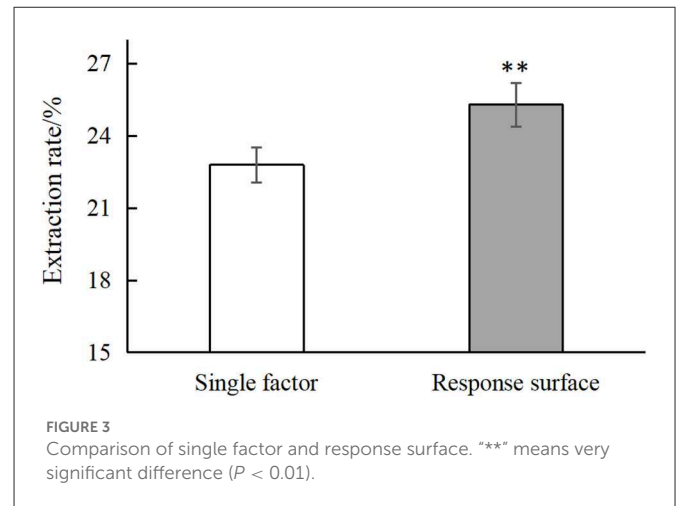 Extraction rate/%
27
24
21
18
15
**
Single factor
Response surface
FIGURE 3
Comparison of single factor and response surface. “**” means very
significant difference (P < 0.01).